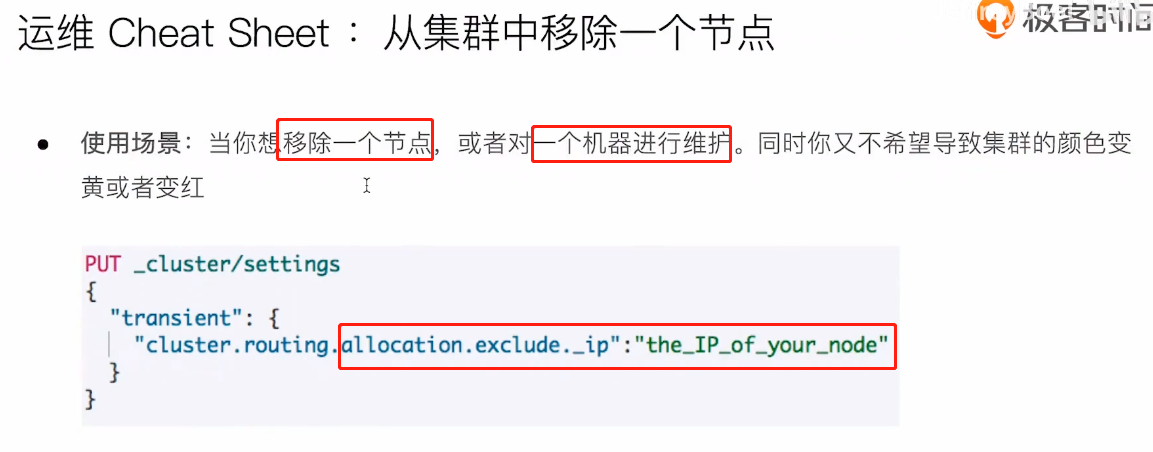 运维 Cheat Sheet ：从集群中移除一个节点
极客时间
使用场景：当你想移除一个节点，或者对一个机器进行维护。同时你又不希望导致集群的颜色变
黄或者变红
PUT _cluster/settings
{
"transient": {
"cluster.routing.allocation.exclude._ip":"the_IP_of_your_node"
}
}